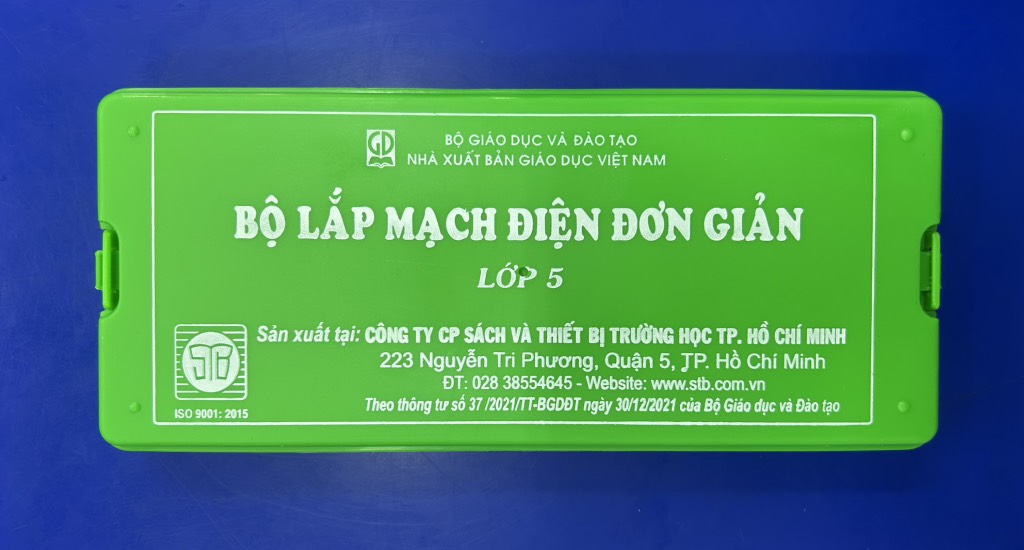 GD
BỘ GIÁO DỤC VÀ ĐÀO TẠO
NHÀ XUẤT BẢN GIÁO DỤC VIỆT NAM
BỘ LẮP MẠCH ĐIỆN ĐƠN GIẢN
LỚP 5
Sản xuất tại: CÔNG TY CP SÁCH VÀ THIẾT BỊ TRƯỜNG HỌC TP. HỒ CHÍ MINH
223 Nguyễn Tri Phương, Quận 5, TP. Hồ Chí Minh
ĐT: 028 38554645 - Website: www.stb.com.vn
Theo thông tư số 37 /2021/TT-BGDĐT ngày 30/12/2021 của Bộ Giáo dục và Đào tạo
STB
ISO 9001: 2015